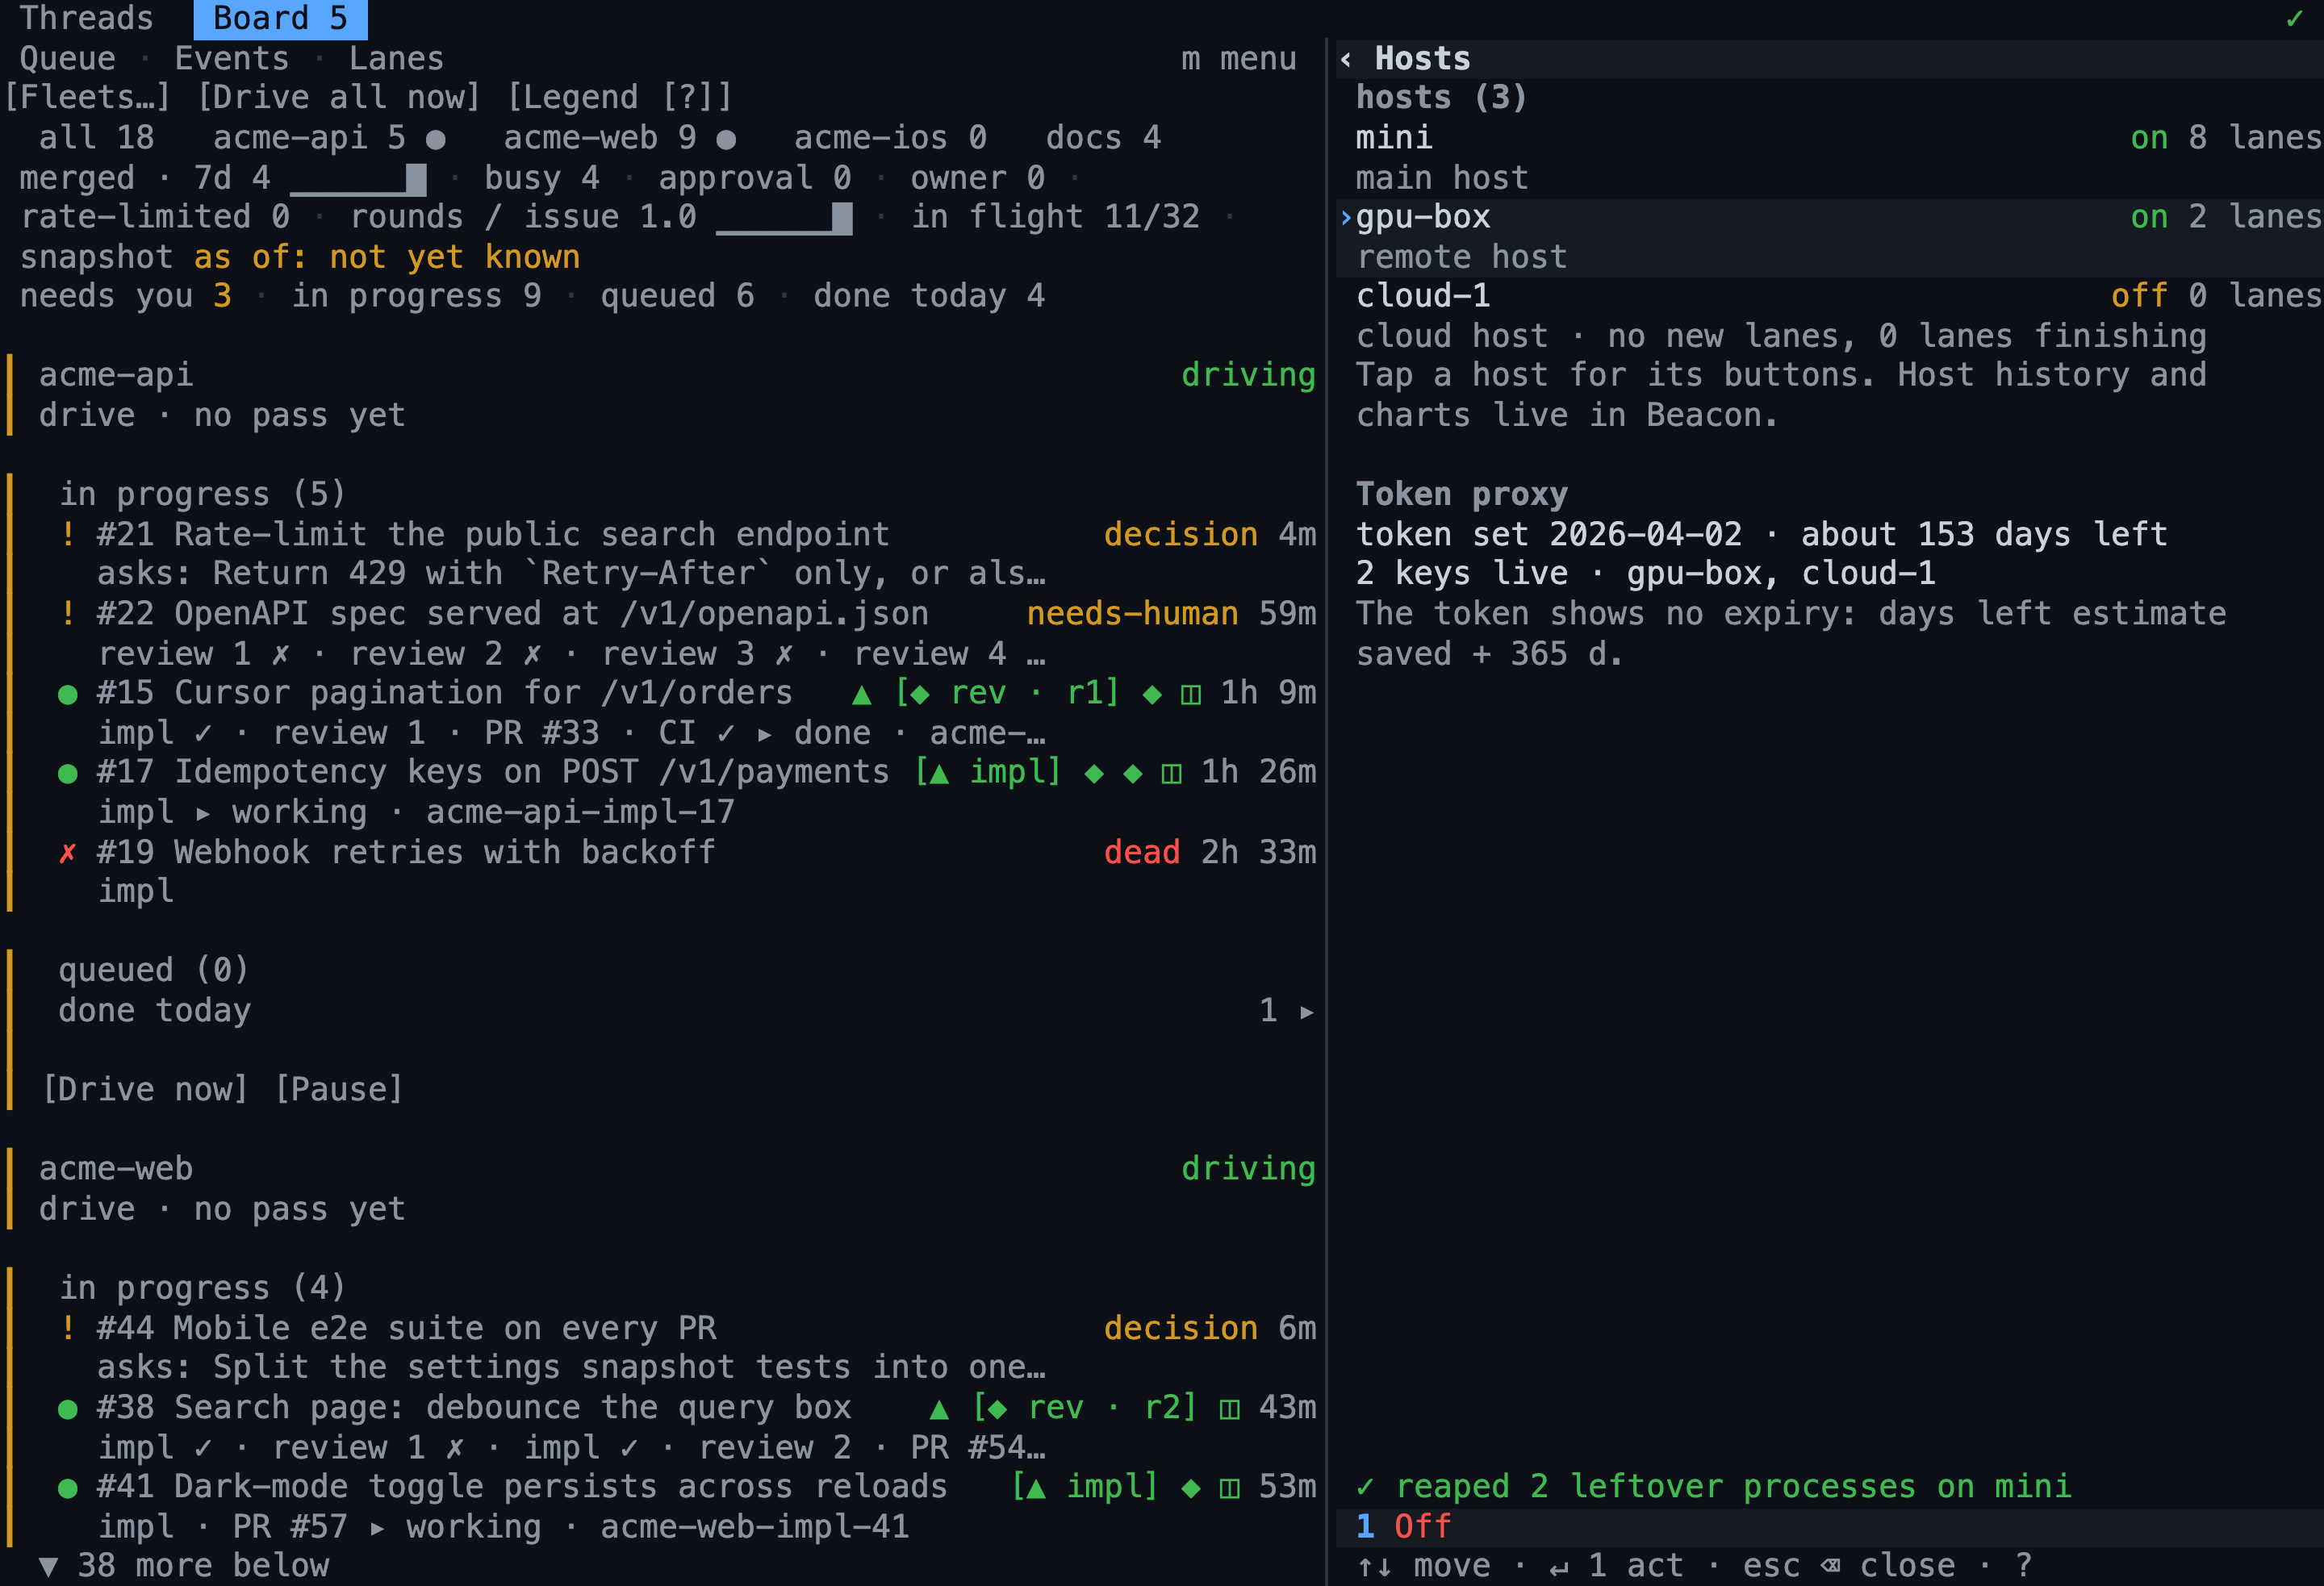 Threads Board 5 ✓
Queue · Events · Lanes m menu
[Fleets…] [Drive all now] [Legend [?]]
all 18 acme-api 5 ● acme-web 9 ● acme-ios 0 docs 4
merged · 7d 4 ▁▁▁▁▁▁█ · busy 4 · approval 0 · owner 0 ·
rate-limited 0 · rounds / issue 1.0 ▁▁▁▁▁▁█ · in flight 11/32 ·
snapshot as of: not yet known
needs you 3 · in progress 9 · queued 6 · done today 4
acme-api driving
drive · no pass yet
in progress (5)
! #21 Rate-limit the public search endpoint decision 4m
asks: Return 429 with `Retry-After` only, or als…
! #22 OpenAPI spec served at /v1/openapi.json needs-human 59m
review 1 ✗ · review 2 ✗ · review 3 ✗ · review 4 …
● #15 Cursor pagination for /v1/orders ▲ [◆ rev · r1] ◆ ◫ 1h 9m
impl ✓ · review 1 · PR #33 · CI ✓ ▸ done · acme-…
● #17 Idempotency keys on POST /v1/payments [▲ impl] ◆ ◆ ◫ 1h 26m
impl ▸ working · acme-api-impl-17
✗ #19 Webhook retries with backoff dead 2h 33m
impl
queued (0)
done today 1 ▸
[Drive now] [Pause]
acme-web driving
drive · no pass yet
in progress (4)
! #44 Mobile e2e suite on every PR decision 6m
asks: Split the settings snapshot tests into one…
● #38 Search page: debounce the query box ▲ [◆ rev · r2] ◫ 43m
impl ✓ · review 1 ✗ · impl ✓ · review 2 · PR #54…
● #41 Dark-mode toggle persists across reloads [▲ impl] ◆ ◫ 53m
impl · PR #57 ▸ working · acme-web-impl-41
▼ 38 more below
‹ Hosts
hosts (3)
mini on 8 lanes
main host
›gpu-box on 2 lanes
remote host
cloud-1 off 0 lanes
cloud host · no new lanes, 0 lanes finishing
Tap a host for its buttons. Host history and
charts live in Beacon.
Token proxy
token set 2026-04-02 · about 153 days left
2 keys live · gpu-box, cloud-1
The token shows no expiry: days left estimate
saved + 365 d.
✓ reaped 2 leftover processes on mini
1 Off
↑↓ move · ↵ 1 act · esc ⌫ close · ?